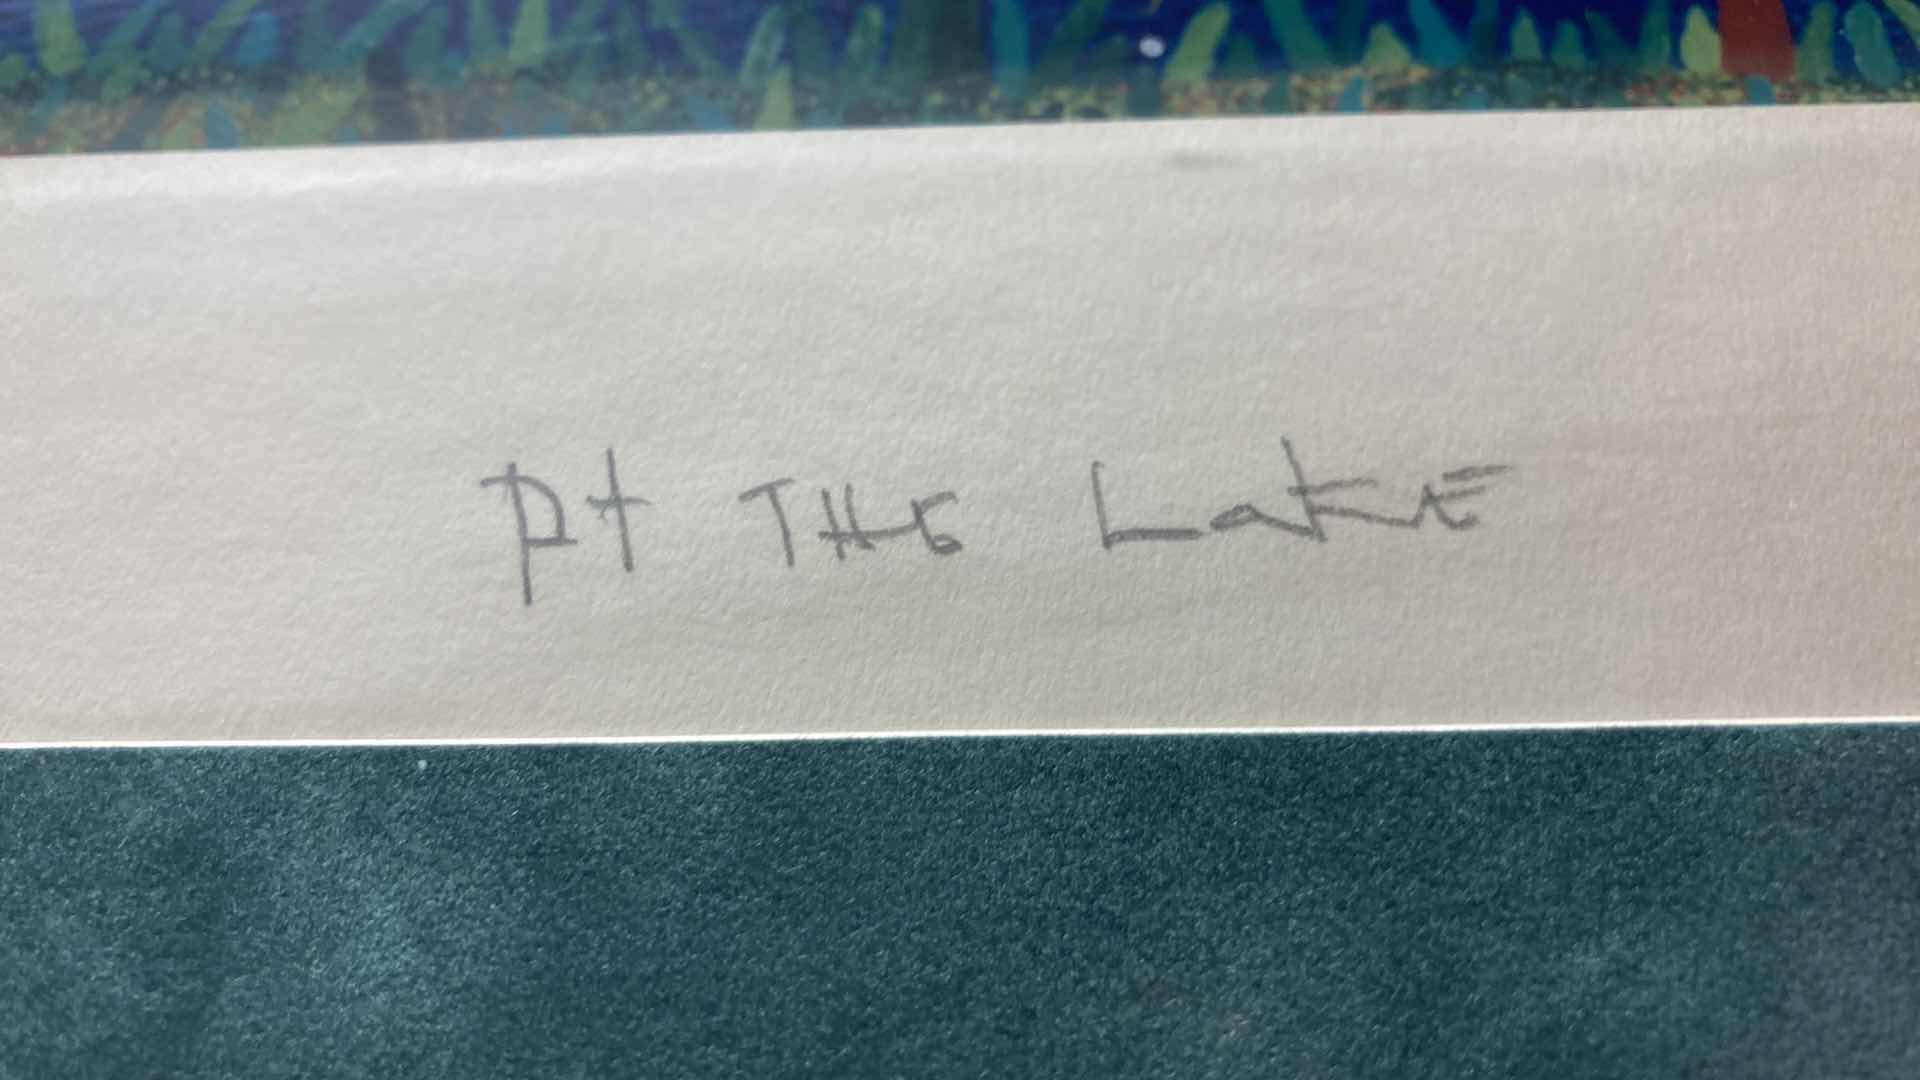 At THE LakE